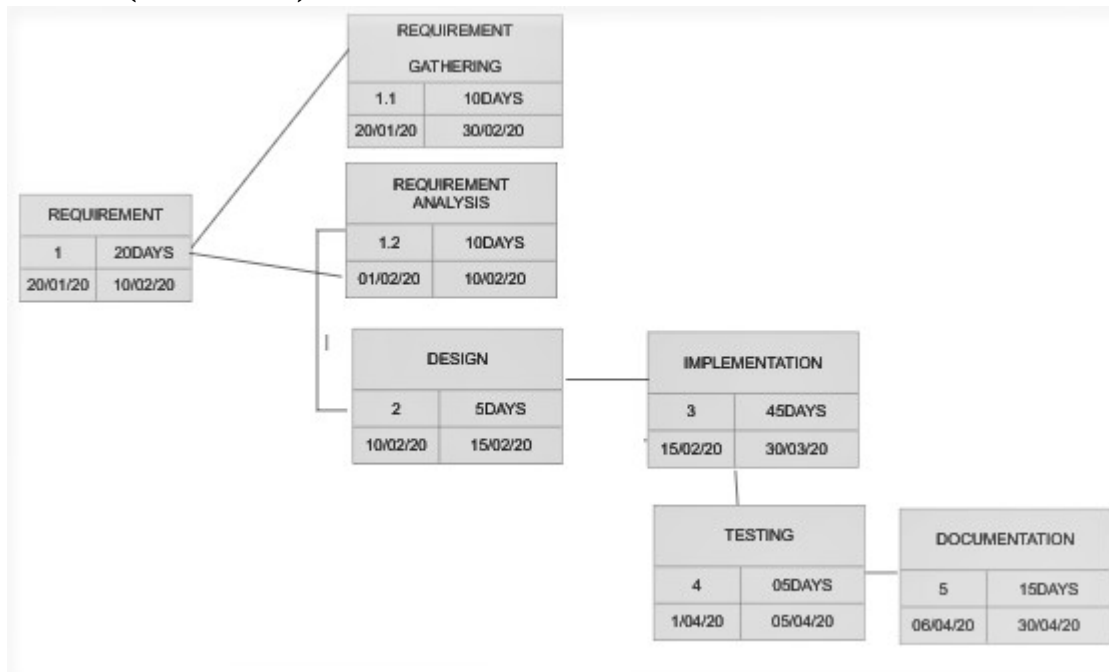 REQUIREMENT
GATHERING
1.1 10DAYS
20/01/20 30/02/20
REQUIREMENT
ANALYSIS
1.2 10DAYS
01/02/20 10/02/20
REQUIREMENT
1 20DAYS
20/01/20 10/02/20
DESIGN
2 5DAYS
10/02/20 15/02/20
IMPLEMENTATION
3 45DAYS
15/02/20 30/03/20
TESTING
4 05DAYS
1/04/20 05/04/20
DOCUMENTATION
5 15DAYS
06/04/20 30/04/20